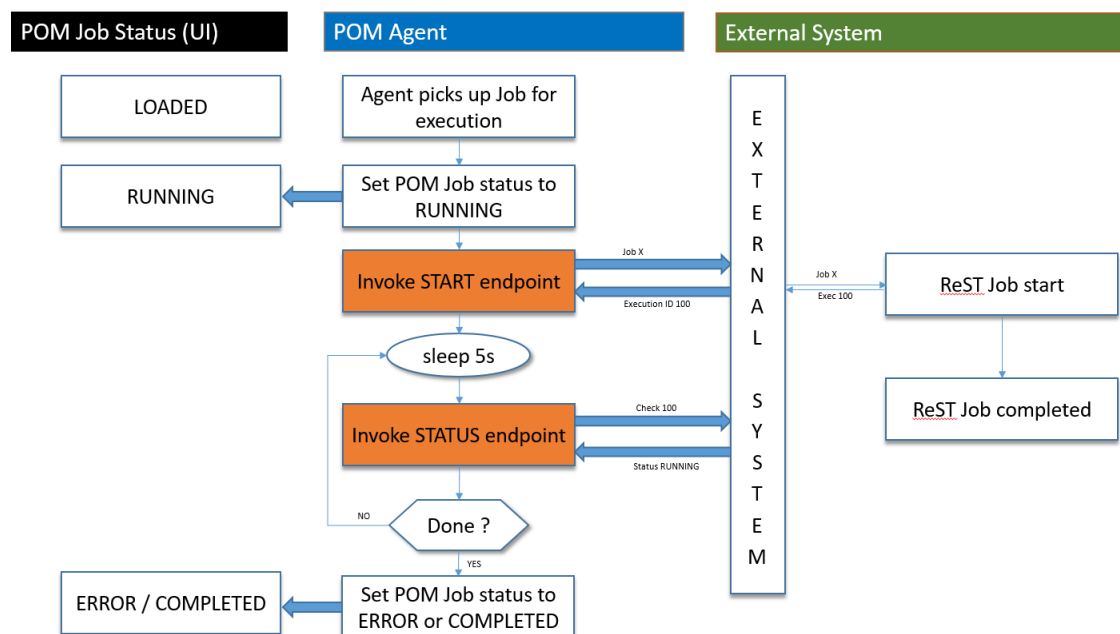 POM Job Status (UI)
POM Agent
External System
LOADED
Agent picks up Job for
execution
RUNNING
Set POM Job status to
RUNNING
Invoke START endpoint
Job X
Execution ID 100
Job X
Exec 100
ReST Job start
sleep 5s
ReST Job completed
Invoke STATUS endpoint
Check 100
Status RUNNING
Done ?
NO
YES
ERROR / COMPLETED
Set POM Job status to
ERROR or COMPLETED
E
X
T
E
R
N
A
L
S
Y
S
T
E
M